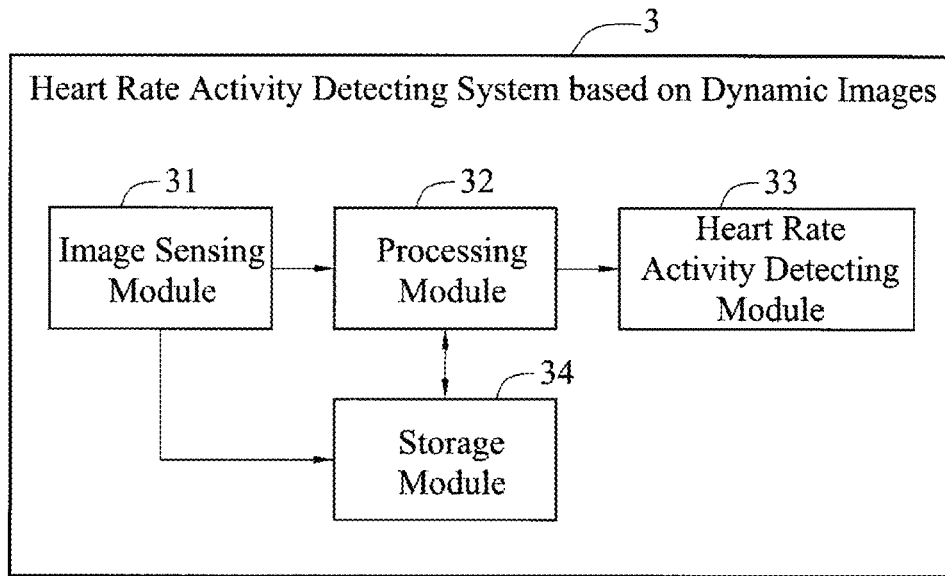 3
Heart Rate Activity Detecting System based on Dynamic Images
31
Image Sensing
Module
32
Processing
Module
33
Heart Rate
Activity Detecting
Module
34
Storage
Module